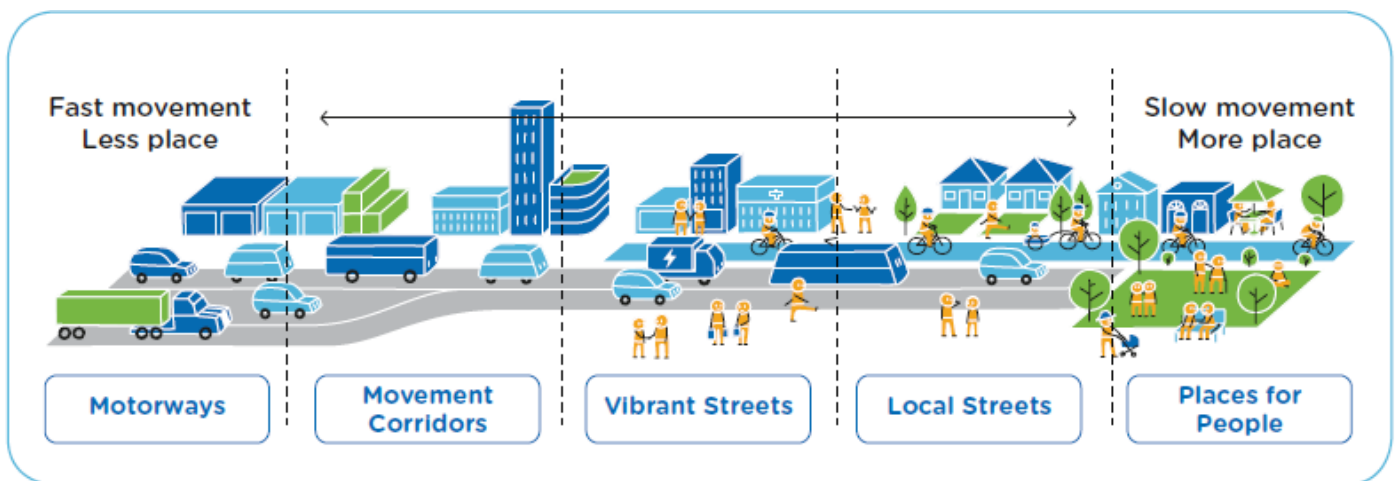 Fast movement
Less place
Slow movement
More place
Motorways
Movement
Corridors
Vibrant Streets
Local Streets
Places for
People